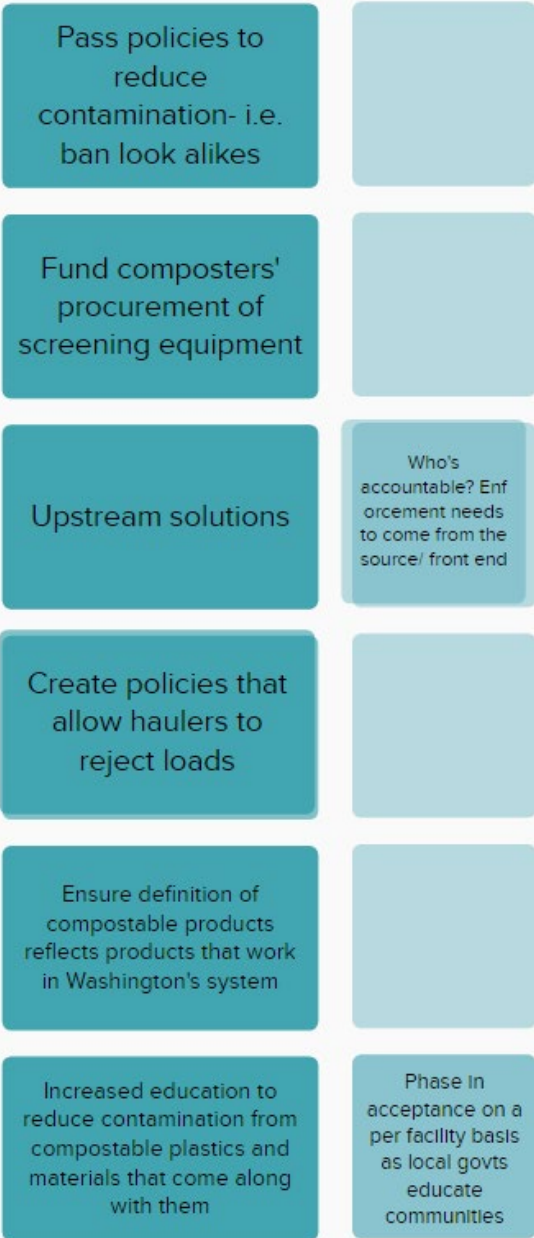 Pass policies to
reduce
contamination- i.e.
ban look alikes
Fund composters'
procurement of
screening equipment
Upstream solutions
Who's
accountable? Enf
orcement needs
to come from the
source/ front end
Create policies that
allow haulers to
reject loads
Ensure definition of
compostable products
reflects products that work
in Washington's system
Increased education to
reduce contamination from
compostable plastics and
materials that come along
with them
Phase in
acceptance on a
per facility basis
as local govts
educate
communities